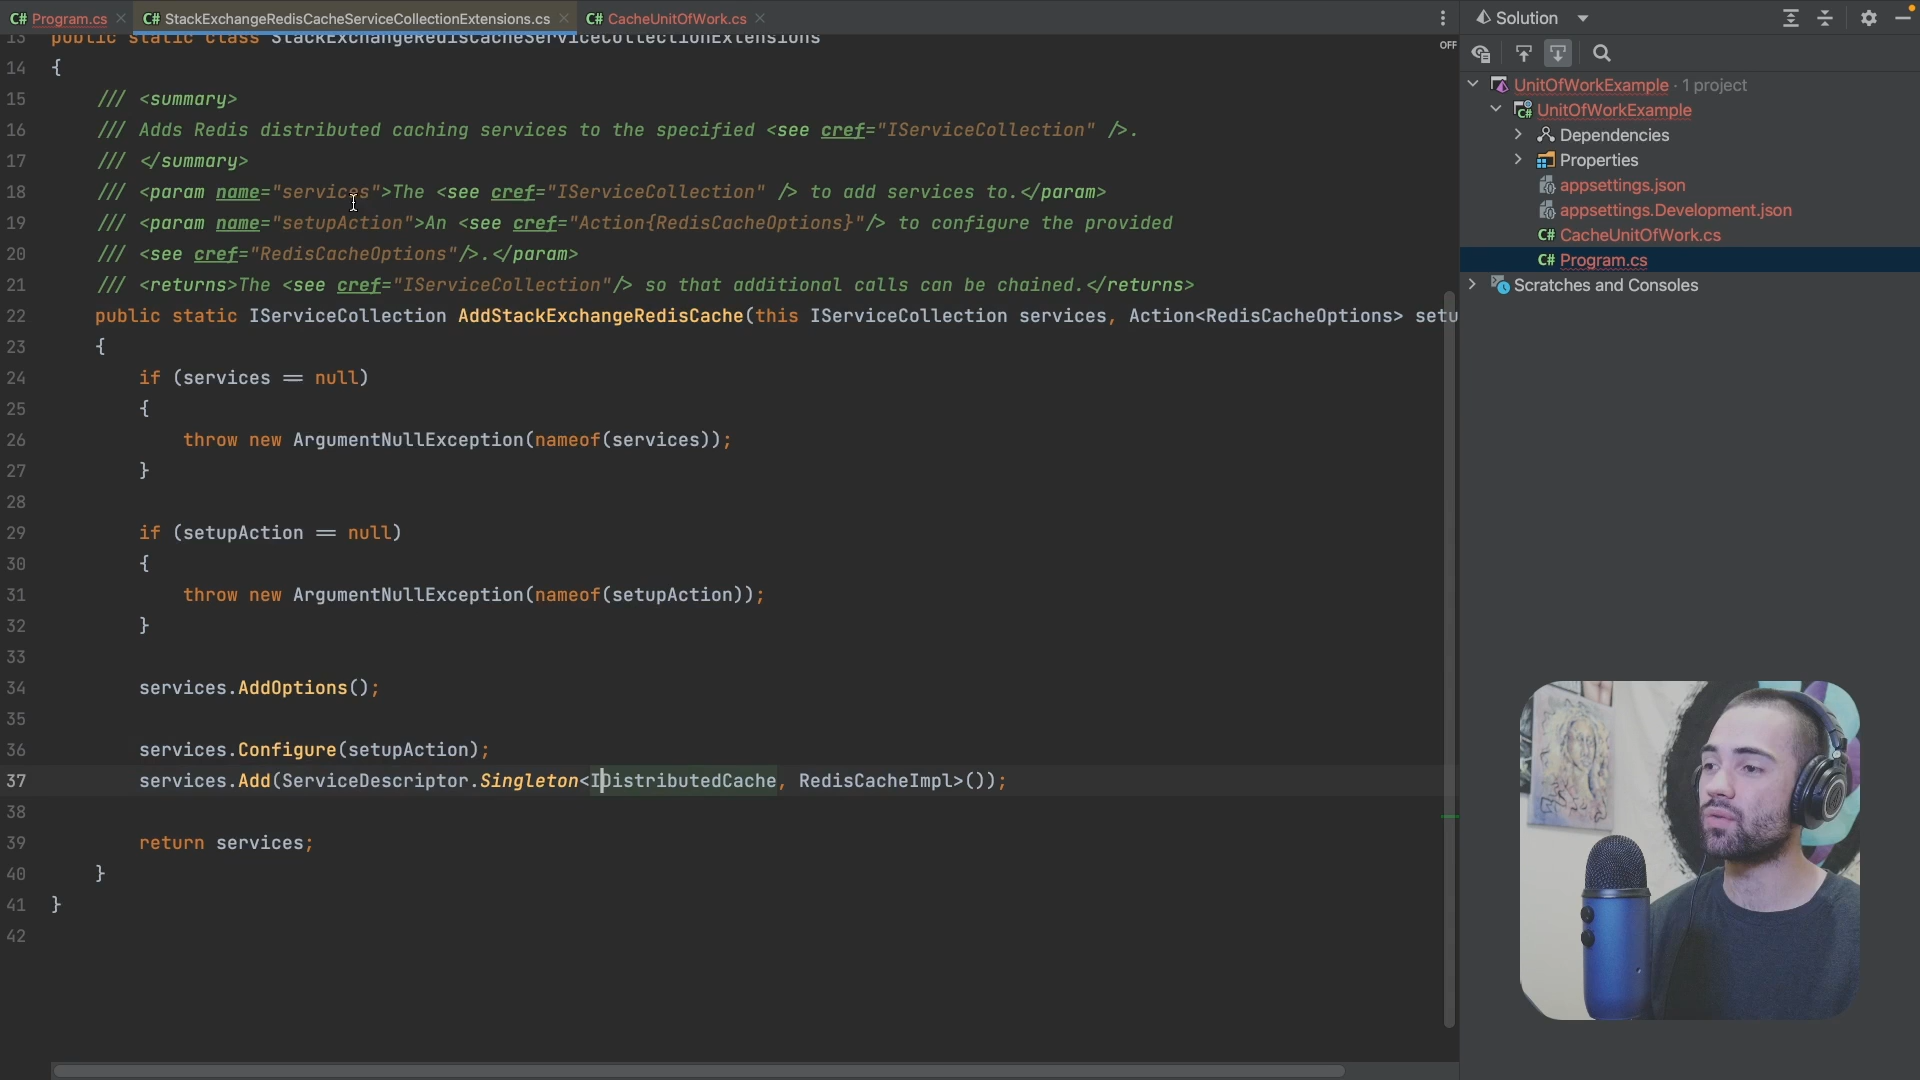 Program.cs
StackExchangeRedisCacheServiceCollectionExtensions.cs
CacheUnitOfWork.cs
13 public static class StackExchangeRedisCacheServiceCollectionExtensions
14 {
15 /// <summary>
16 /// Adds Redis distributed caching services to the specified <see cref="IServiceCollection" />.
17 /// </summary>
18 /// <param name="services">The <see cref="IServiceCollection" /> to add services to.</param>
19 /// <param name="setupAction">An <see cref="Action{RedisCacheOptions}"/> to configure the provided
20 /// <see cref="RedisCacheOptions"/>.</param>
21 /// <returns>The <see cref="IServiceCollection"/> so that additional calls can be chained.</returns>
22 public static IServiceCollection AddStackExchangeRedisCache(this IServiceCollection services, Action<RedisCacheOptions> setu
23 {
24 if (services == null)
25 {
26 throw new ArgumentNullException(nameof(services));
27 }
28
29 if (setupAction == null)
30 {
31 throw new ArgumentNullException(nameof(setupAction));
32 }
33
34 services.AddOptions();
35
36 services.Configure(setupAction);
37 services.Add(ServiceDescriptor.Singleton<IDistributedCache, RedisCacheImpl>());
38
39 return services;
40 }
41 }
42
OFF
Solution
UnitOfWorkExample · 1 project
C# UnitOfWorkExample
Dependencies
Properties
appsettings.json
appsettings.Development.json
C# CacheUnitOfWork.cs
C# Program.cs
Scratches and Consoles